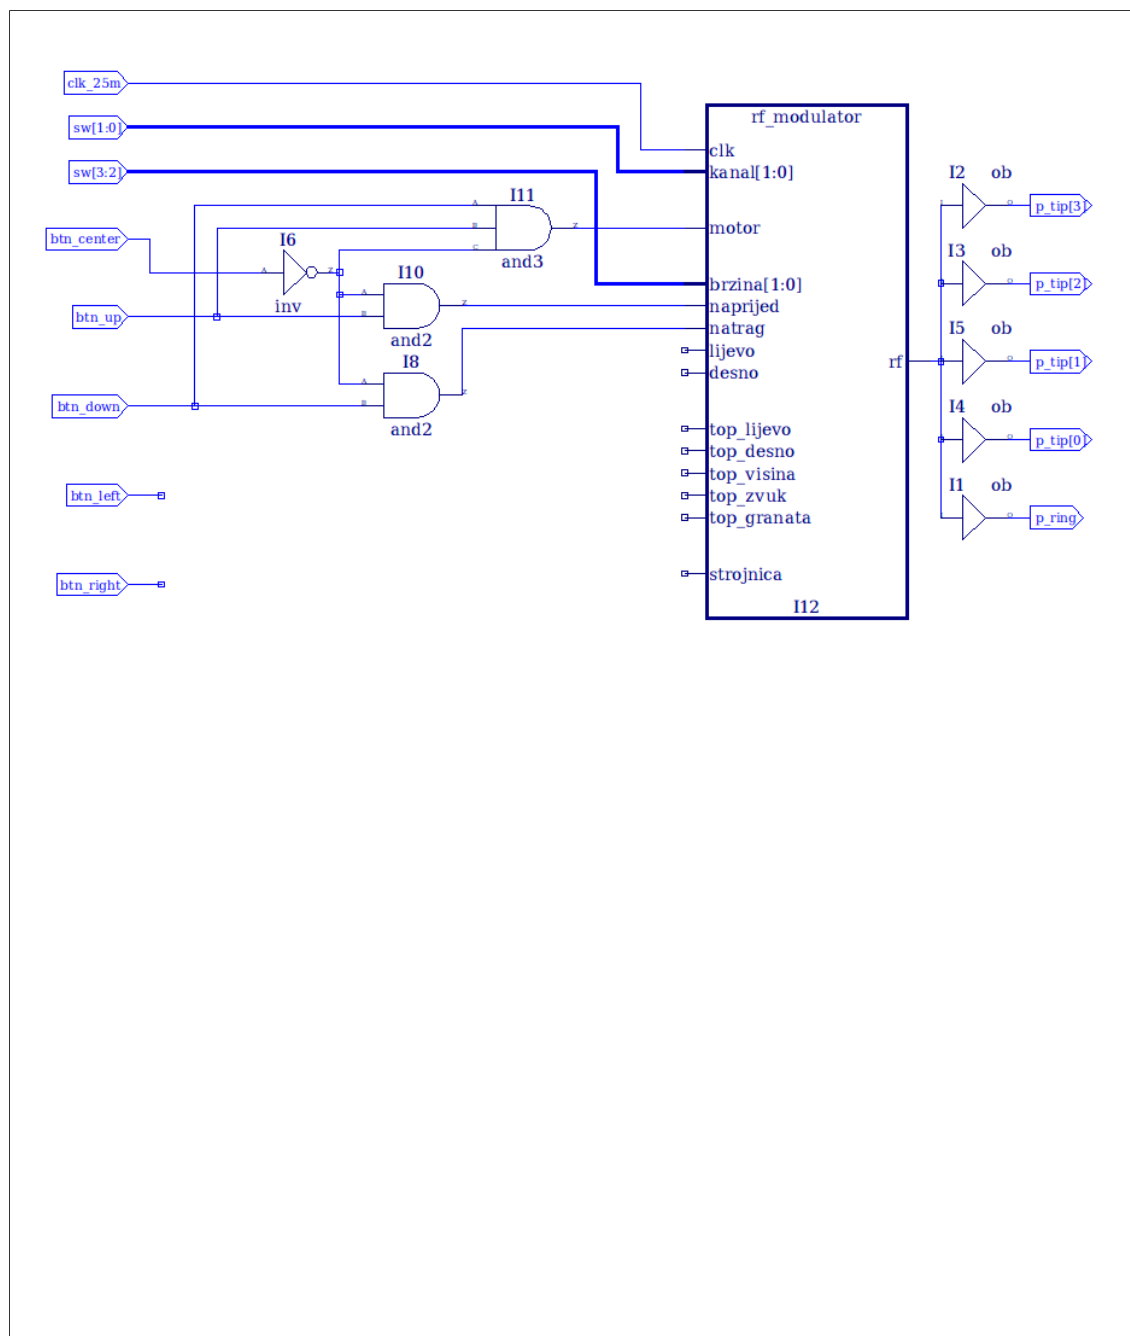 clk_25m
sw[1:0]
sw[3:2]
btn_center
btn_up
btn_down
btn_left
btn_right
I6
A
Z
inv
I11
A
B
C
Z
and3
I10
A
B
Z
and2
I8
A
B
Z
and2
rf_modulator
clk
kanal[1:0]
motor
brzina[1:0]
naprijed
natrag
lijevo
desno
top_lijevo
top_desno
top_visina
top_zvuk
top_granata
strojnica
rf
I12
I2 ob
I O
p_tip[3]
I3 ob
O
p_tip[2]
I5 ob
O
p_tip[1]
I4 ob
O
p_tip[0]
I1 ob
I O
p_ring